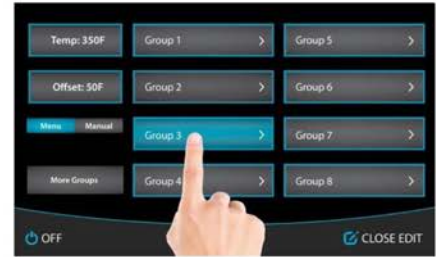 Temp: 350F
Group 1
Group 5
Offset: 50F
Group 2
Group 6
Menu
Manual
Group 3
Group 7
More Groups
Group 4
Group 8
OFF
CLOSE EDIT